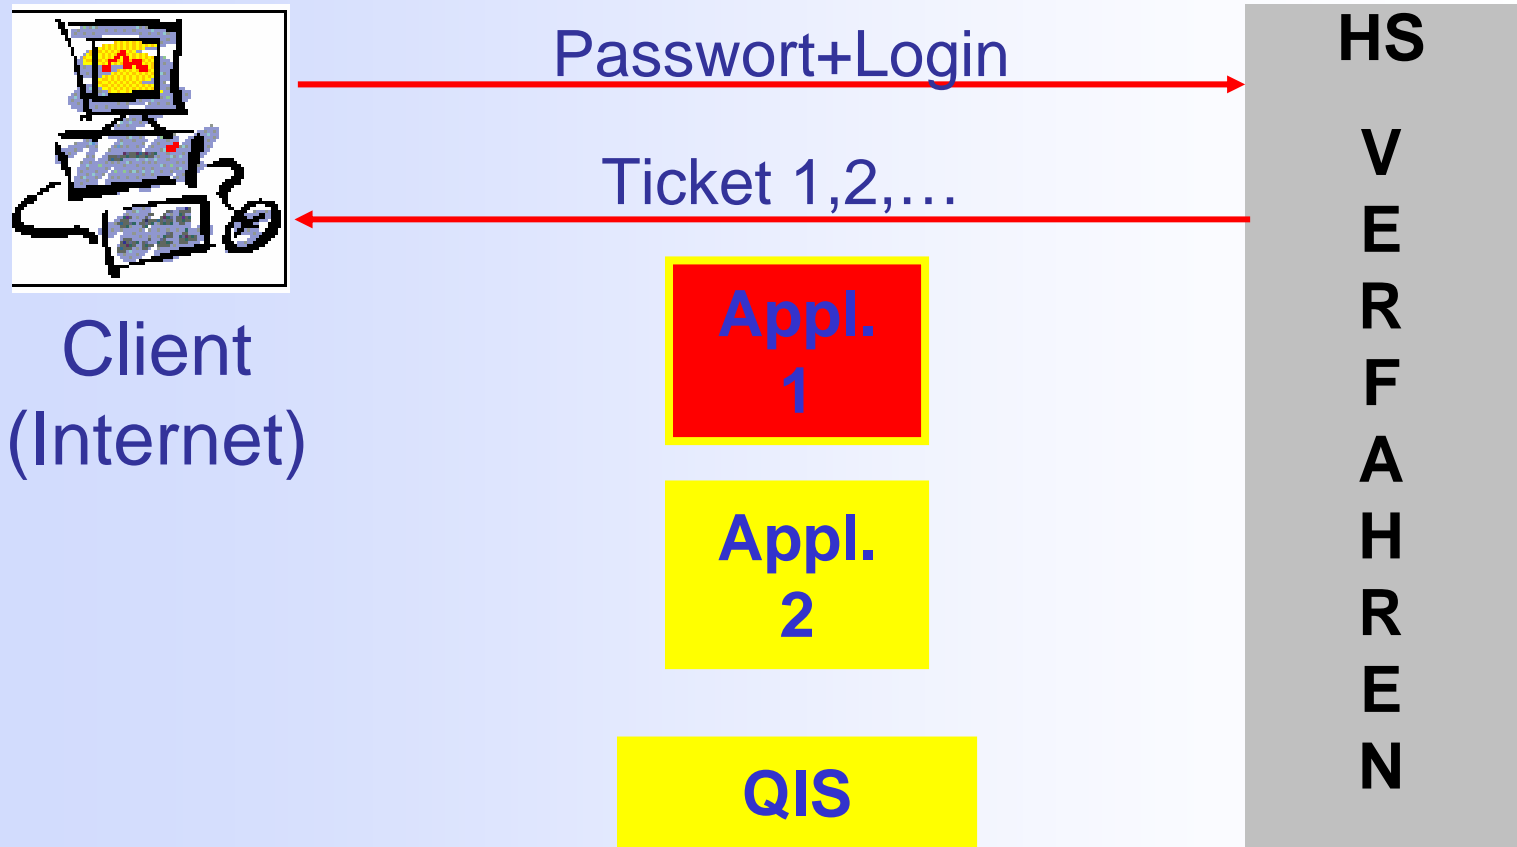 Passwort+Login
Ticket 1,2,…
Client
(Internet)
Appl.
1
Appl.
2
QIS
HS
V
E
R
F
A
H
R
E
N